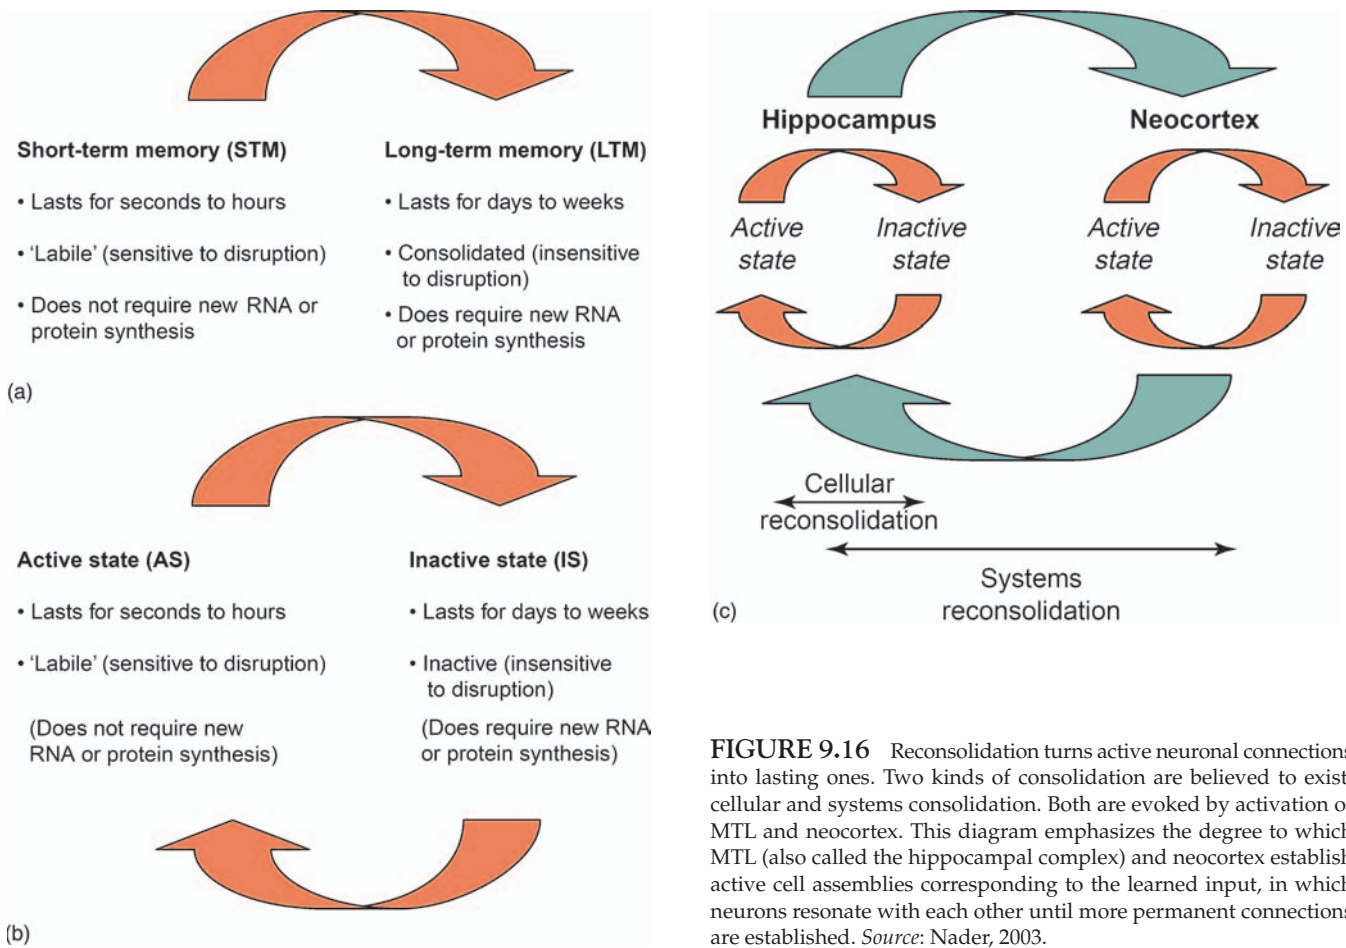 Short-term memory (STM)
• Lasts for seconds to hours
• ‘Labile’ (sensitive to disruption)
• Does not require new RNA or
protein synthesis
Long-term memory (LTM)
• Lasts for days to weeks
• Consolidated (insensitive
to disruption)
• Does require new RNA
or protein synthesis
(a)
Active state (AS)
• Lasts for seconds to hours
• ‘Labile’ (sensitive to disruption)
(Does not require new
RNA or protein synthesis)
Inactive state (IS)
• Lasts for days to weeks
• Inactive (insensitive
to disruption)
(Does require new RNA
or protein synthesis)
(b)
Hippocampus
Neocortex
Active
state
Inactive
state
Active
state
Inactive
state
Cellular
reconsolidation
Systems
reconsolidation
(c)
FIGURE 9.16 Reconsolidation turns active neuronal connections
into lasting ones. Two kinds of consolidation are believed to exist
cellular and systems consolidation. Both are evoked by activation o
MTL and neocortex. This diagram emphasizes the degree to which
MTL (also called the hippocampal complex) and neocortex establish
active cell assemblies corresponding to the learned input, in which
neurons resonate with each other until more permanent connections
are established. Source: Nader, 2003.